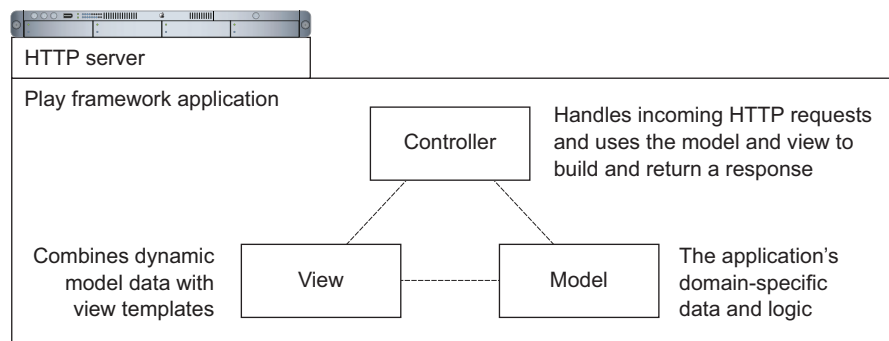 HTTP server
Play framework application
Controller
Handles incoming HTTP requests
and uses the model and view to
build and return a response
Combines dynamic
model data with
view templates
View
Model
The application's
domain-specific
data and logic